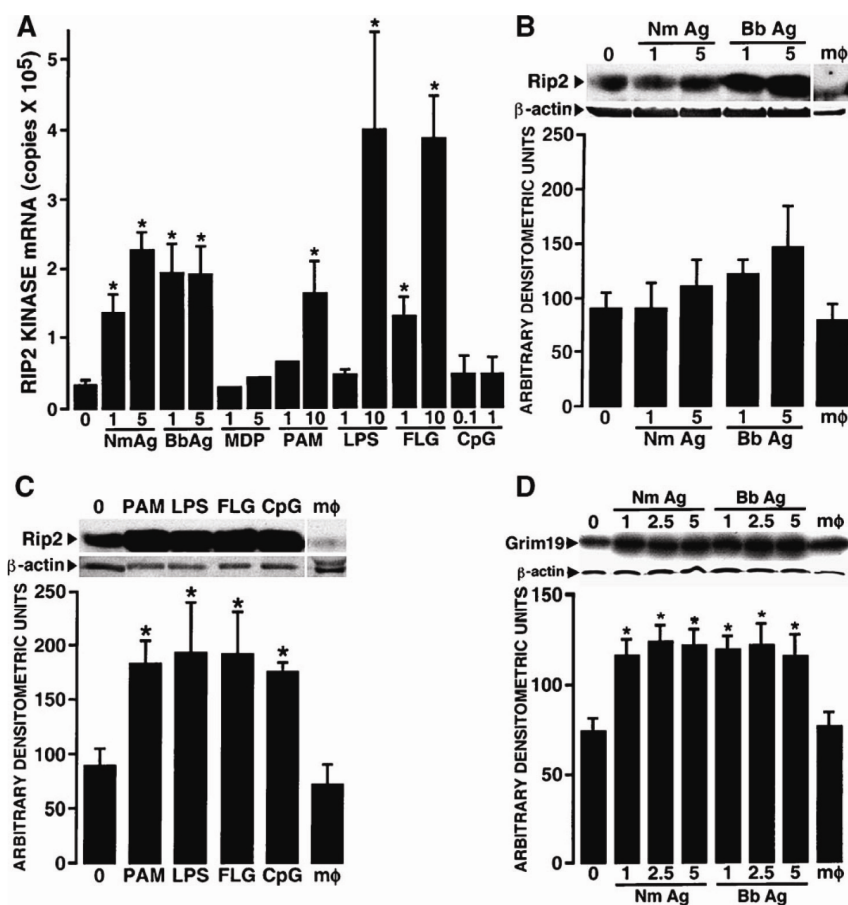 A
RIP2 KINASE mRNA (copies X 10⁵)
5
4
3
2
1
0
* * * * * * * *
0 1 5 1 5 1 5 1 10 1 10 1 10 0.1 1
NmAg BbAg MDP PAM LPS FLG CpG
B
Nm Ag Bb Ag
0 1 5 1 5 mϕ
Rip2
β-actin
ARBITRARY DENSITOMETRIC UNITS
250
200
150
100
50
0
0 1 5 1 5 mϕ
Nm Ag Bb Ag
C
0 PAM LPS FLG CpG mϕ
Rip2
β-actin
ARBITRARY DENSITOMETRIC UNITS
250
200
150
100
50
0
* * * *
0 PAM LPS FLG CpG mϕ
D
Nm Ag Bb Ag
0 1 2.5 5 1 2.5 5 mϕ
Grim19
β-actin
ARBITRARY DENSITOMETRIC UNITS
150
100
50
0
* * * * * *
0 1 2.5 5 1 2.5 5 mϕ
Nm Ag Bb Ag